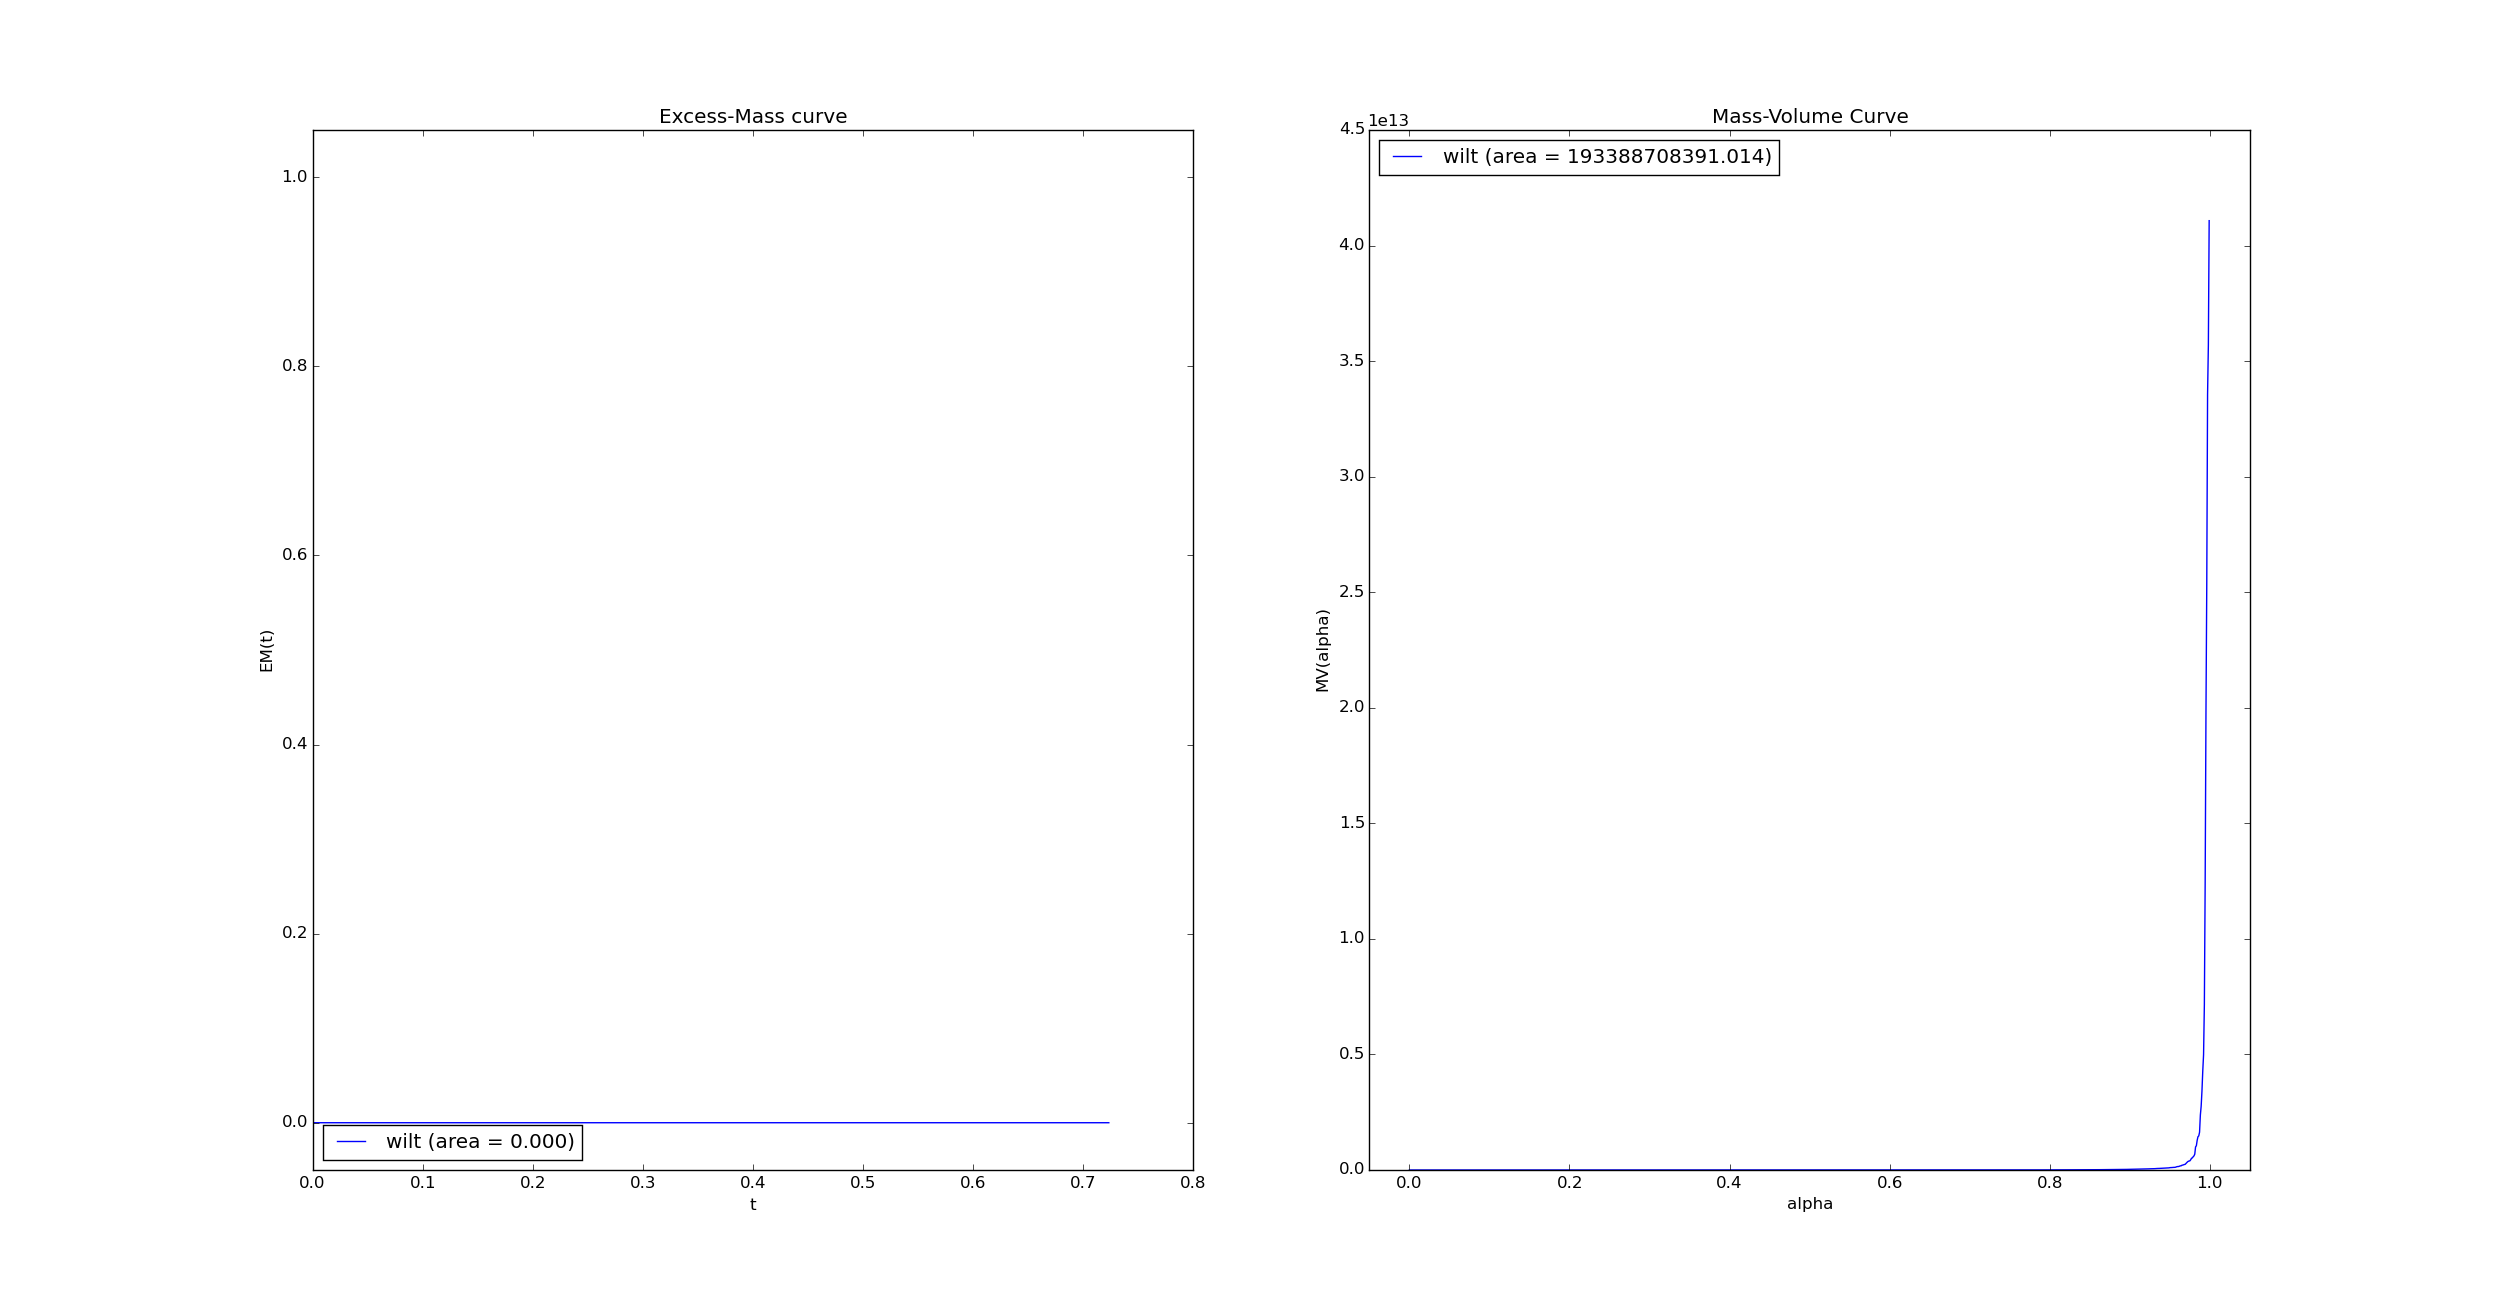 Excess-Mass curve
1.0
0.8
0.6
0.4
0.2
0.0
EM(t)
wilt (area = 0.000)
0.0 0.1 0.2 0.3 0.4 0.5 0.6 0.7 0.8
t
Mass-Volume Curve
1e13
wilt (area = 193388708391.014)
4.5
4.0
3.5
3.0
2.5
2.0
1.5
1.0
0.5
0.0
MV(alpha)
0.0 0.2 0.4 0.6 0.8 1.0
alpha